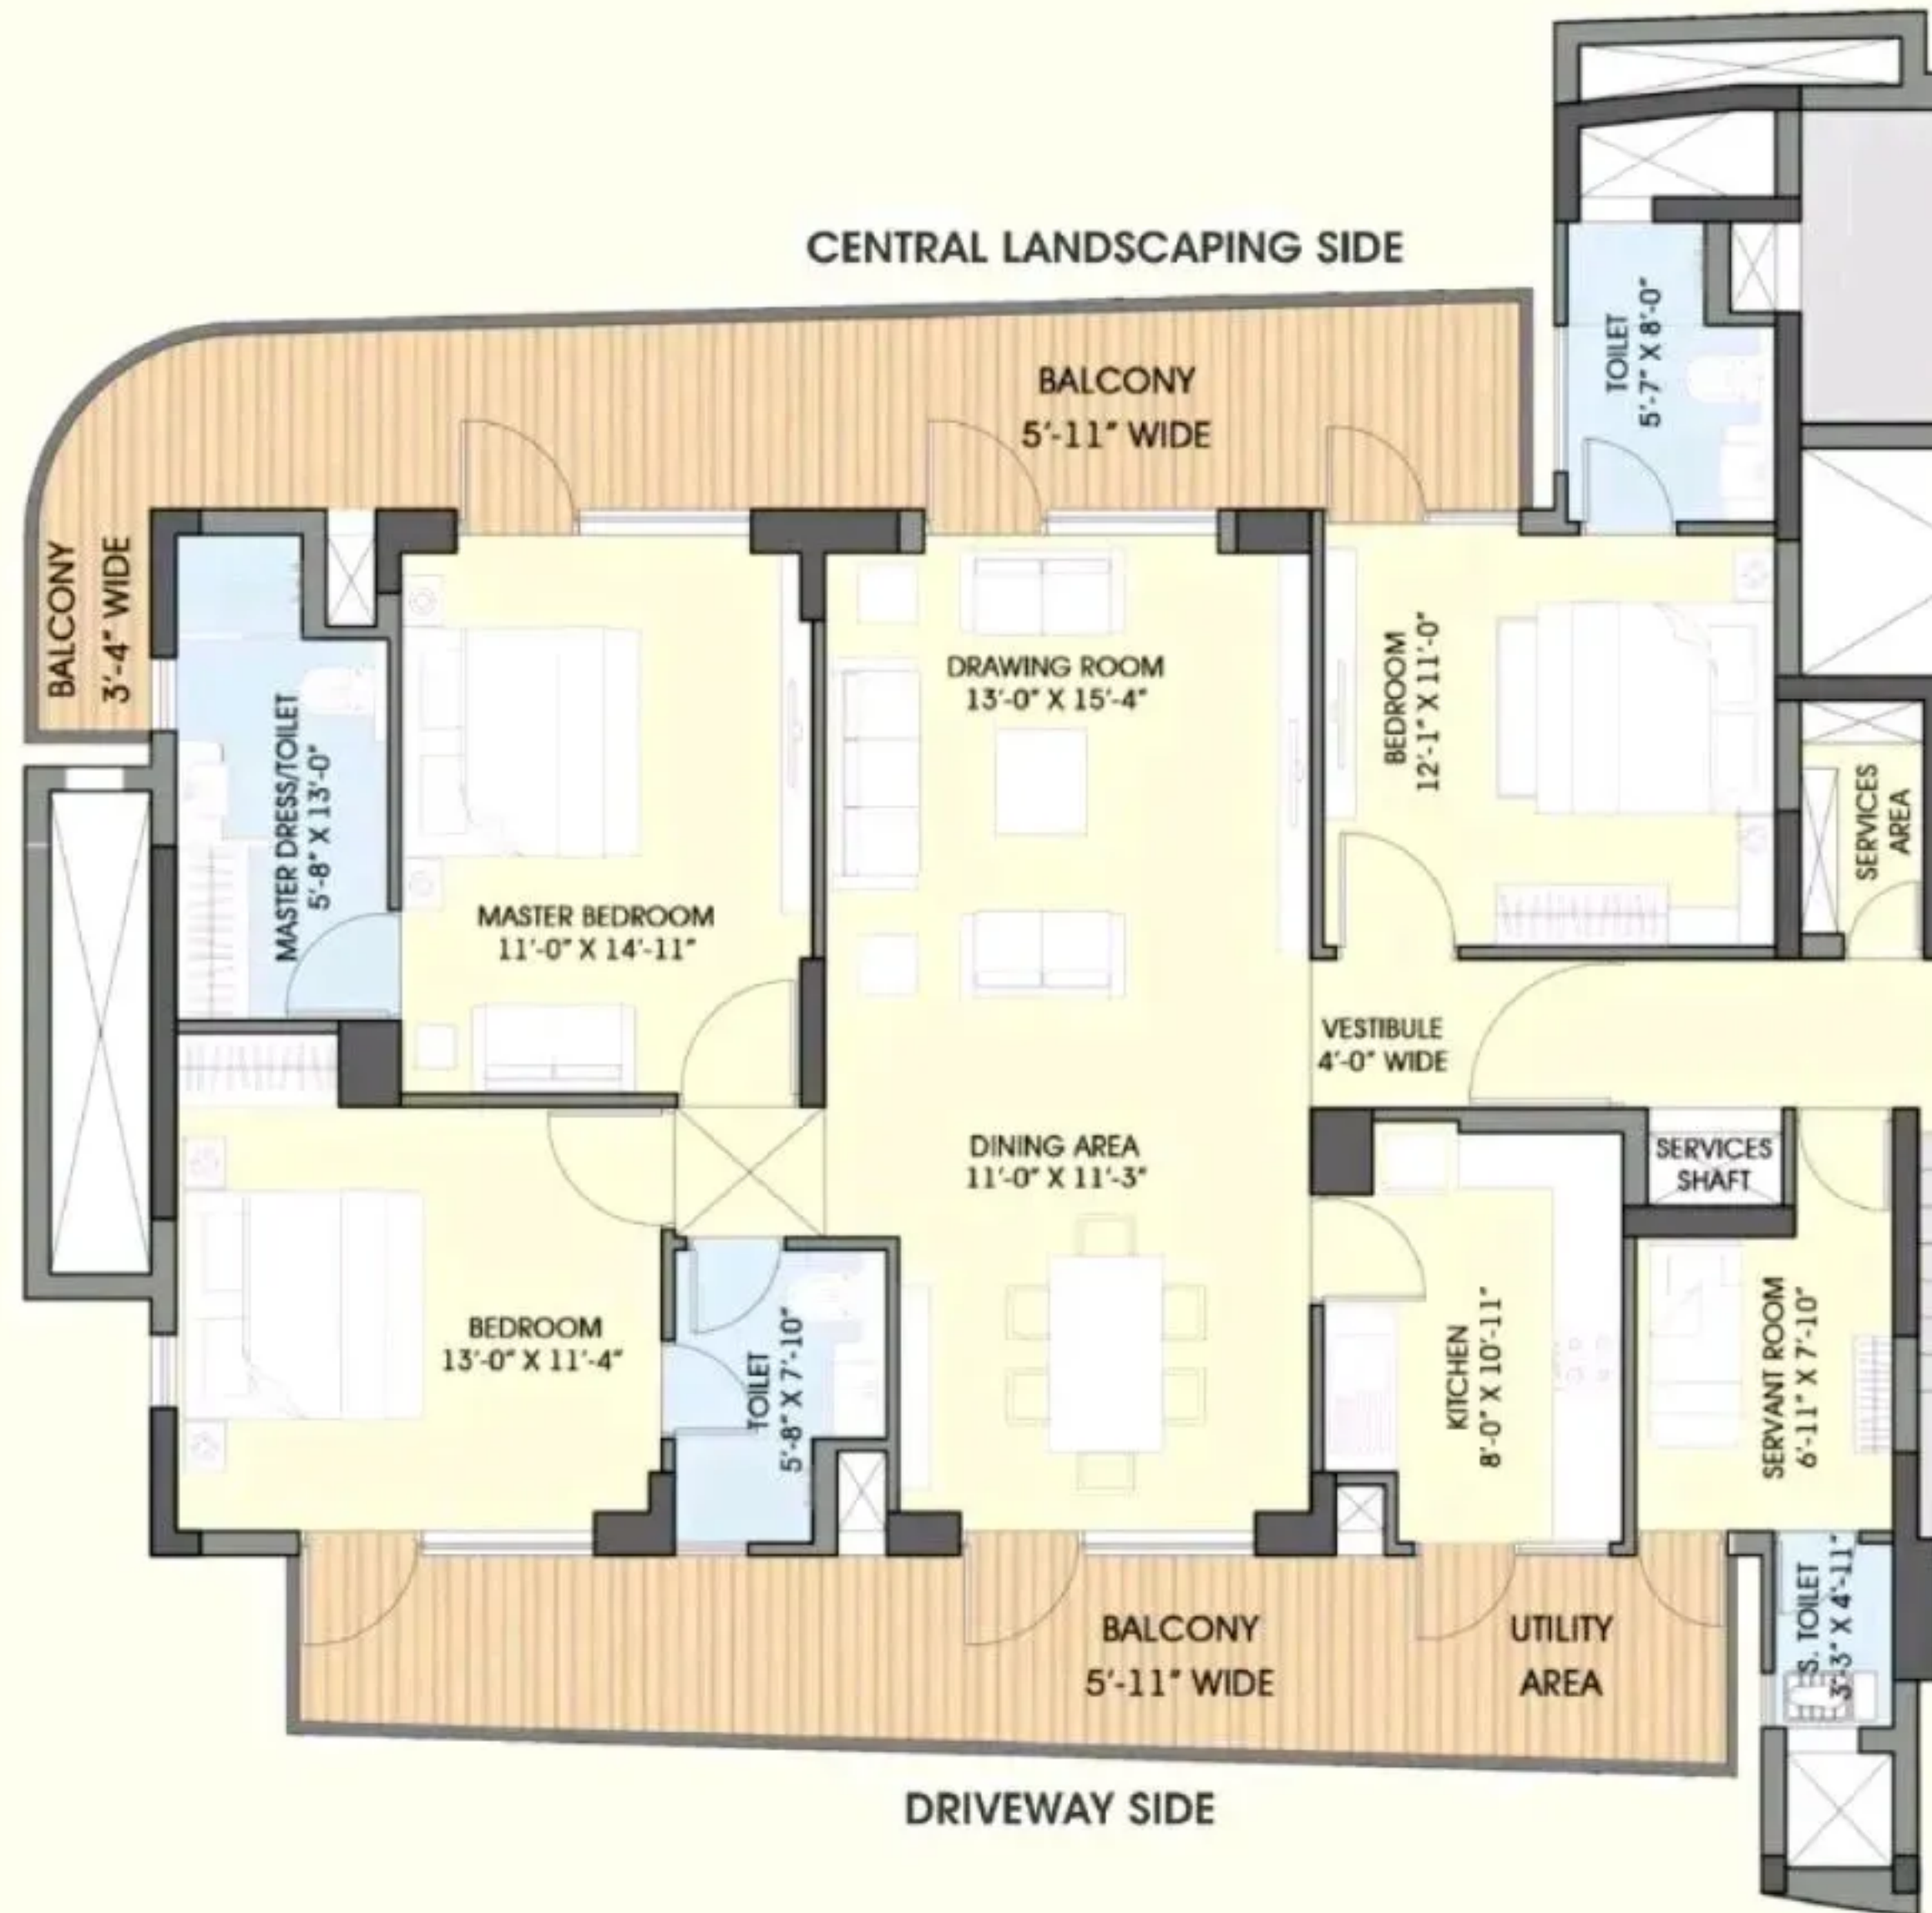 CENTRAL LANDSCAPING SIDE
TOILET
5'-7" X 8'-0"
BALCONY
5'-11" WIDE
BALCONY
3'-4" WIDE
MASTER DRESS/TOILET
5'-8" X 13'-0"
MASTER BEDROOM
11'-0" X 14'-11"
DRAWING ROOM
13'-0" X 15'-4"
BEDROOM
12'-1" X 11'-0"
SERVICES
AREA
VESTIBULE
4'-0" WIDE
DINING AREA
11'-0" X 11'-3"
SERVICES
SHAFT
BEDROOM
13'-0" X 11'-4"
TOILET
5'-8" X 7'-10"
KITCHEN
8'-0" X 10'-11"
SERVANT ROOM
6'-11" X 7'-10"
BALCONY
5'-11" WIDE
UTILITY
AREA
S. TOILET
3'-3" X 4'-11"
DRIVEWAY SIDE